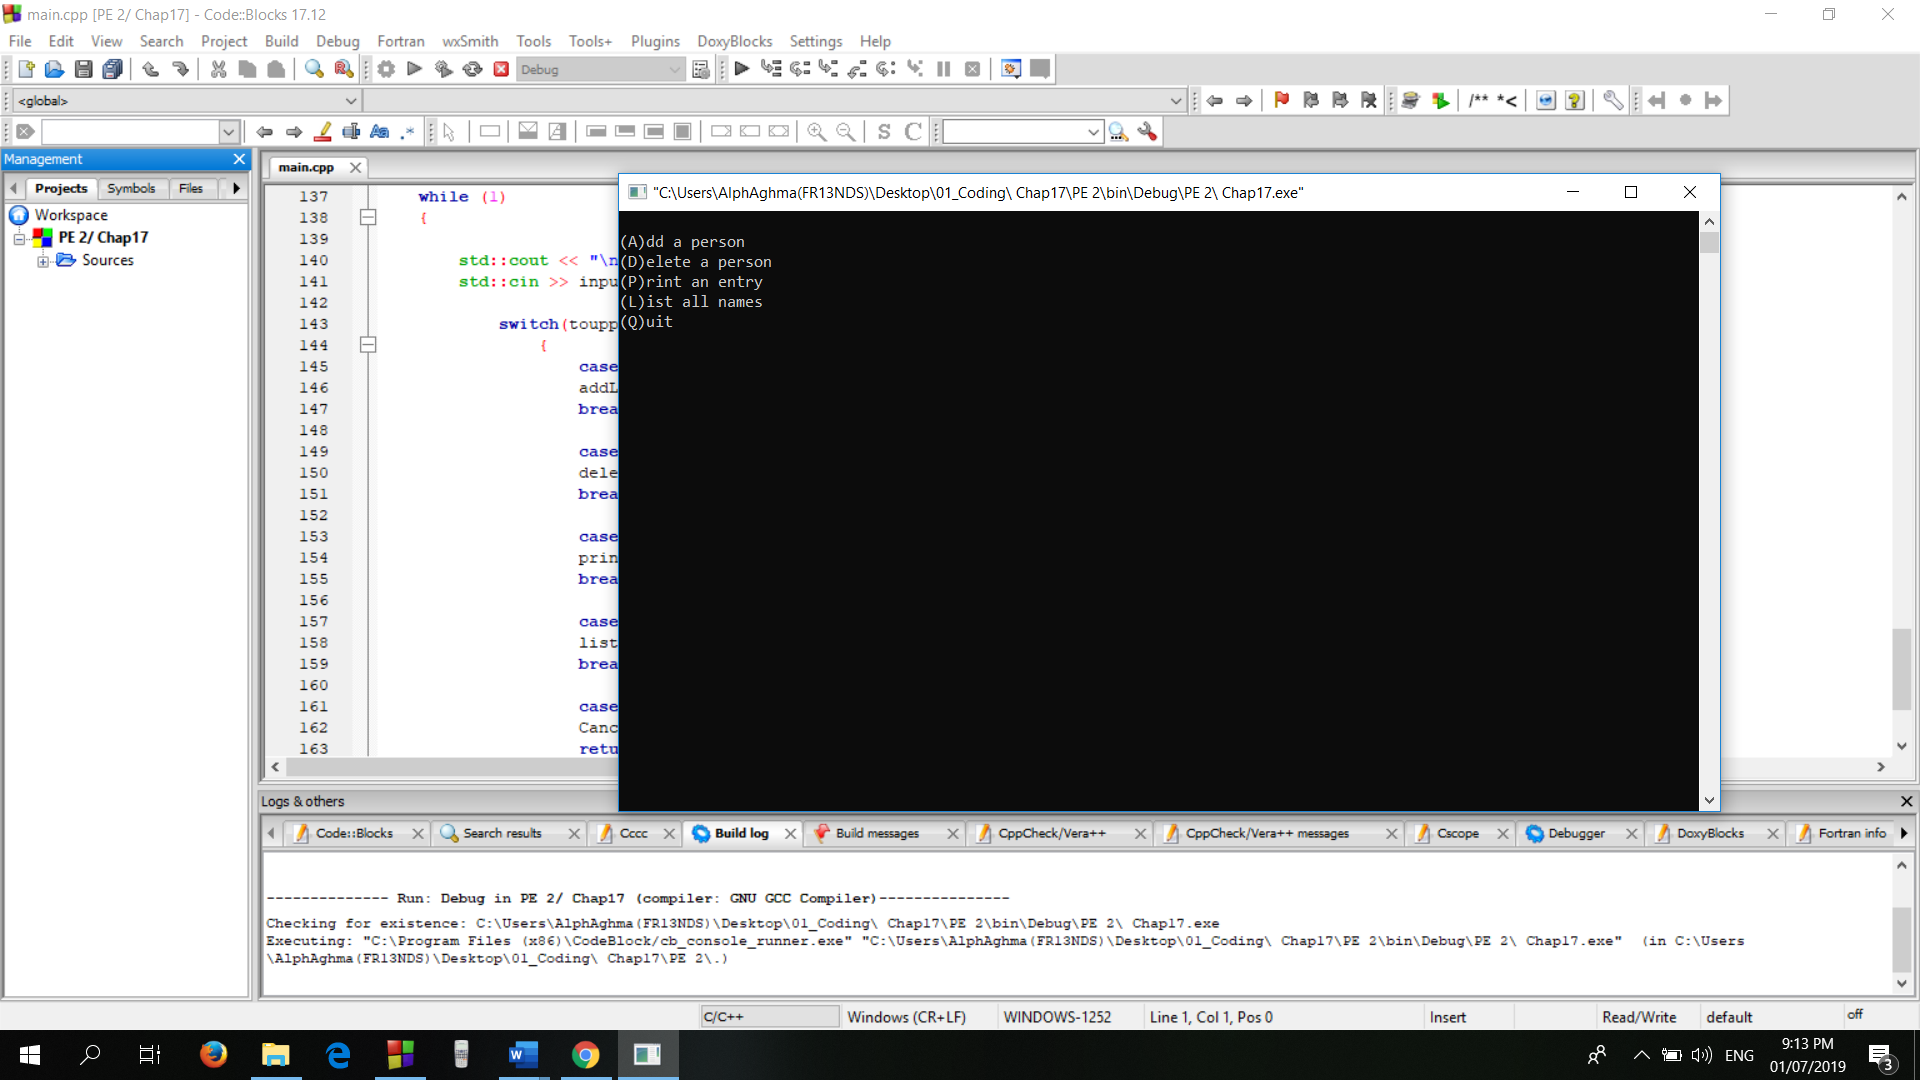 main.cpp [PE 2/ Chap17] - Code::Blocks 17.12
File Edit View Search Project Build Debug Fortran wxSmith Tools Tools+ Plugins DoxyBlocks Settings Help
Debug
<global>
/** *<
Aa .*
S C
Management
Projects Symbols Files
Workspace
PE 2/ Chap17
Sources
main.cpp
137 while (1)
138 {
139
140 std::cout << "\n
141 std::cin >> inpu
142
143 switch(toupp
144 {
145 case
146 addL
147 brea
148
149 case
150 dele
151 brea
152
153 case
154 prin
155 brea
156
157 case
158 list
159 brea
160
161 case
162 Canc
163 retu
"C:\Users\AlphAghma(FR13NDS)\Desktop\01_Coding\ Chap17\PE 2\bin\Debug\PE 2\ Chap17.exe"
(A)dd a person
(D)elete a person
(P)rint an entry
(L)ist all names
(Q)uit
Logs & others
Code::Blocks Search results Cccc Build log Build messages CppCheck/Vera++ CppCheck/Vera++ messages Cscope Debugger DoxyBlocks Fortran info
-------------- Run: Debug in PE 2/ Chap17 (compiler: GNU GCC Compiler)---------------
Checking for existence: C:\Users\AlphAghma(FR13NDS)\Desktop\01_Coding\ Chap17\PE 2\bin\Debug\PE 2\ Chap17.exe
Executing: "C:\Program Files (x86)\CodeBlock/cb_console_runner.exe" "C:\Users\AlphAghma(FR13NDS)\Desktop\01_Coding\ Chap17\PE 2\bin\Debug\PE 2\ Chap17.exe"  (in C:\Users
\AlphAghma(FR13NDS)\Desktop\01_Coding\ Chap17\PE 2\.)
C/C++ Windows (CR+LF) WINDOWS-1252 Line 1, Col 1, Pos 0 Insert Read/Write default off
ENG
9:13 PM
01/07/2019
3